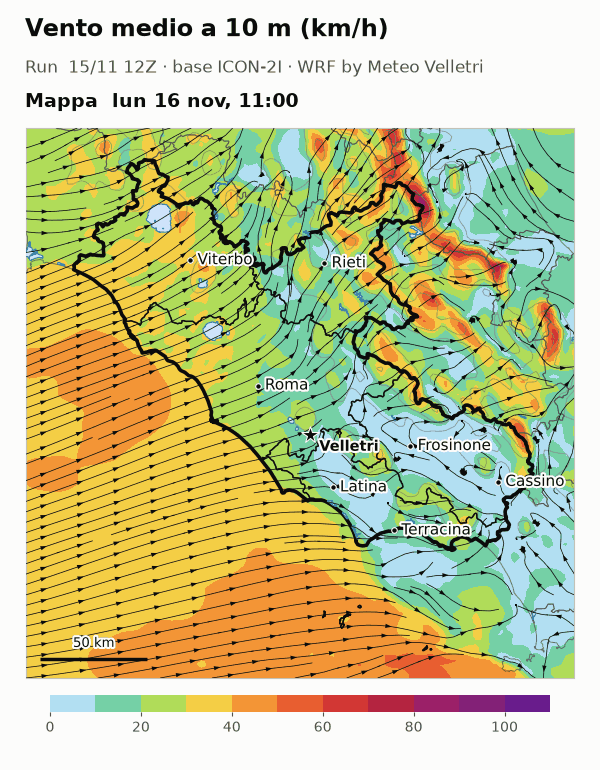 Vento medio a 10 m (km/h)
Run  15/11 12Z · base ICON-2I · WRF by Meteo Velletri
Mappa  lun 16 nov, 11:00
Viterbo
Rieti
Roma
Velletri
Frosinone
Latina
Cassino
Terracina
50 km
0 20 40 60 80 100